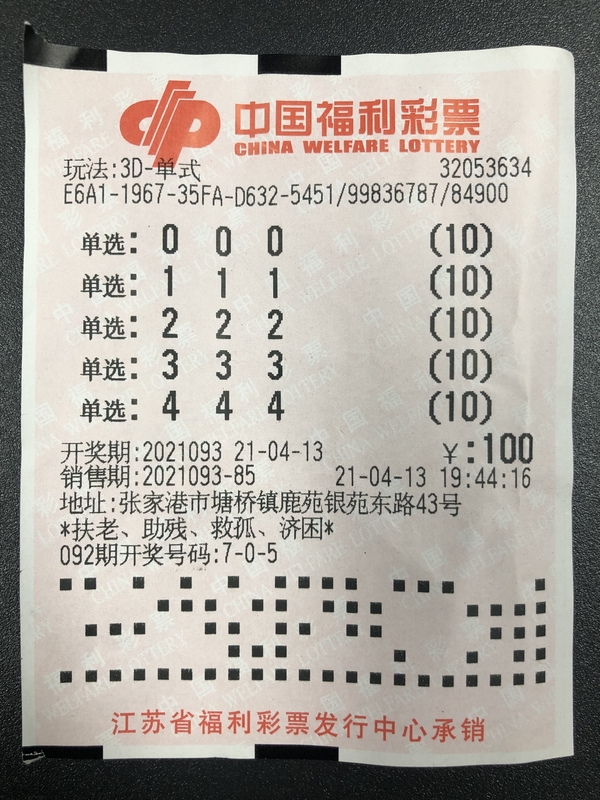 中国福利彩票
CHINA WELFARE LOTTERY
玩法:3D-单式 32053634
E6A1-1967-35FA-D632-5451/99836787/84900
单选: 0 0 0 (10)
单选: 1 1 1 (10)
单选: 2 2 2 (10)
单选: 3 3 3 (10)
单选: 4 4 4 (10)
开奖期:2021093 21-04-13 ¥:100
销售期:2021093-85 21-04-13 19:44:16
地址:张家港市塘桥镇鹿苑银苑东路43号
*扶老、助残、救孤、济困*
092期开奖号码:7-0-5
江苏省福利彩票发行中心承销